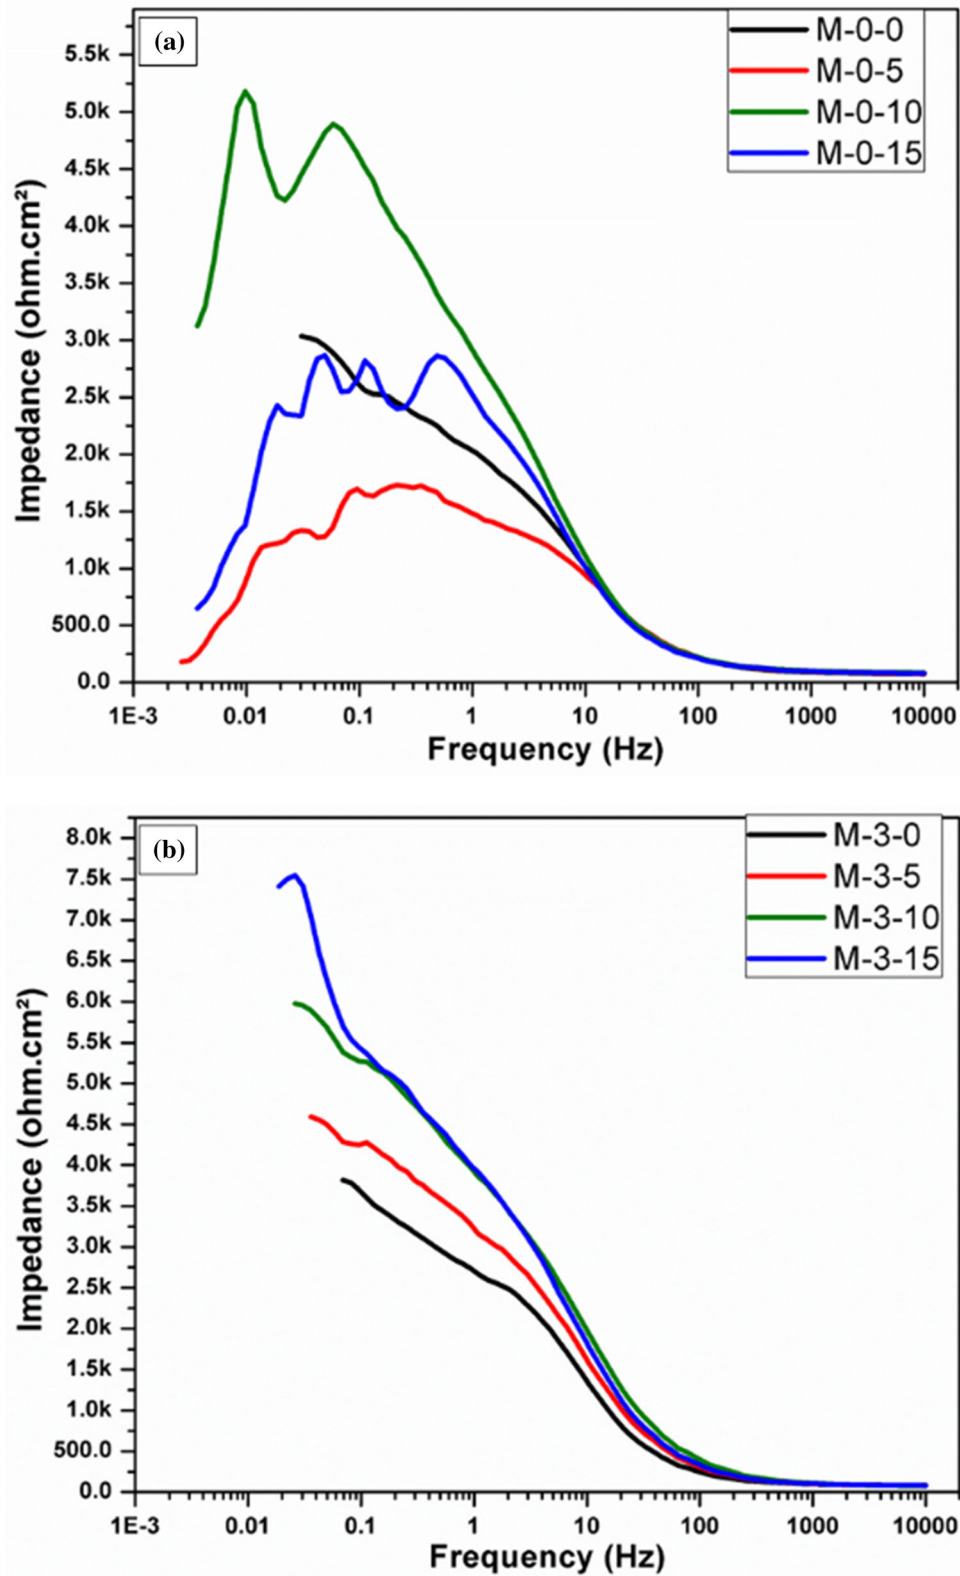 (a)
M-0-0
M-0-5
M-0-10
M-0-15
Impedance (ohm.cm²)
5.5k
5.0k
4.5k
4.0k
3.5k
3.0k
2.5k
2.0k
1.5k
1.0k
500.0
0.0
1E-3 0.01 0.1 1 10 100 1000 10000
Frequency (Hz)
(b)
M-3-0
M-3-5
M-3-10
M-3-15
Impedance (ohm.cm²)
8.0k
7.5k
7.0k
6.5k
6.0k
5.5k
5.0k
4.5k
4.0k
3.5k
3.0k
2.5k
2.0k
1.5k
1.0k
500.0
0.0
1E-3 0.01 0.1 1 10 100 1000 10000
Frequency (Hz)